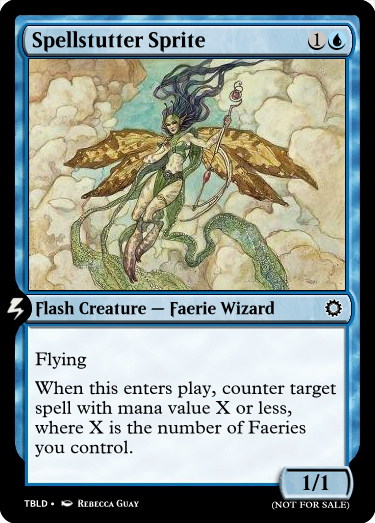 Spellstutter Sprite 1
Flash Creature — Faerie Wizard
Flying
When this enters play, counter target
spell with mana value X or less,
where X is the number of Faeries
you control.
1/1
TBLD • Rebecca Guay
(NOT FOR SALE)